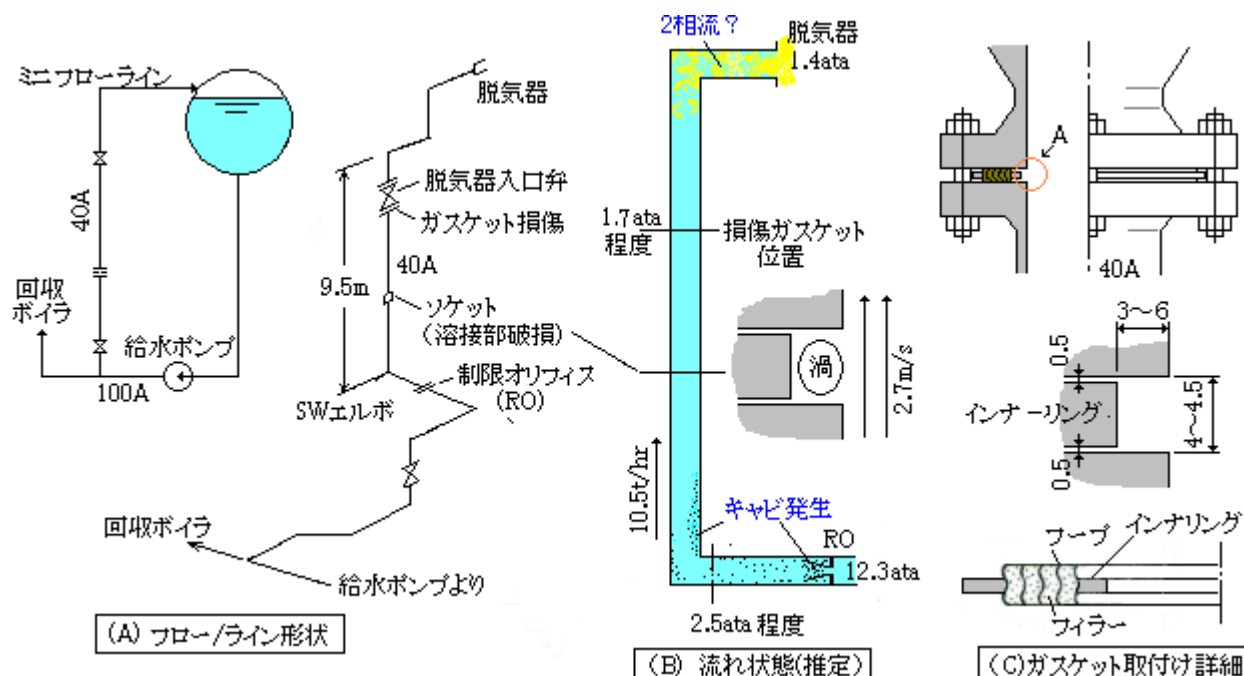 ミニフローライン
40A
回収
ボイラ
給水ポンプ
100A
脱気器
脱気器入口弁
ガスケット損傷
40A
9.5m
ソケット
(溶接部破損)
制限オリフィス
(RO)
SWエルボ
回収ボイラ
給水ポンプより
(A) フロー/ライン形状
2相流?
脱気器
1.4ata
1.7ata
程度
損傷ガスケット
位置
渦
2.7m/s
10.5t/hr
キャビ発生
RO
12.3ata
2.5ata 程度
(B) 流れ状態(推定)
A
40A
3〜6
0.5
インナーリング
4〜4.5
0.5
フープ
インナリング
フィラー
(C)ガスケット取付け詳細